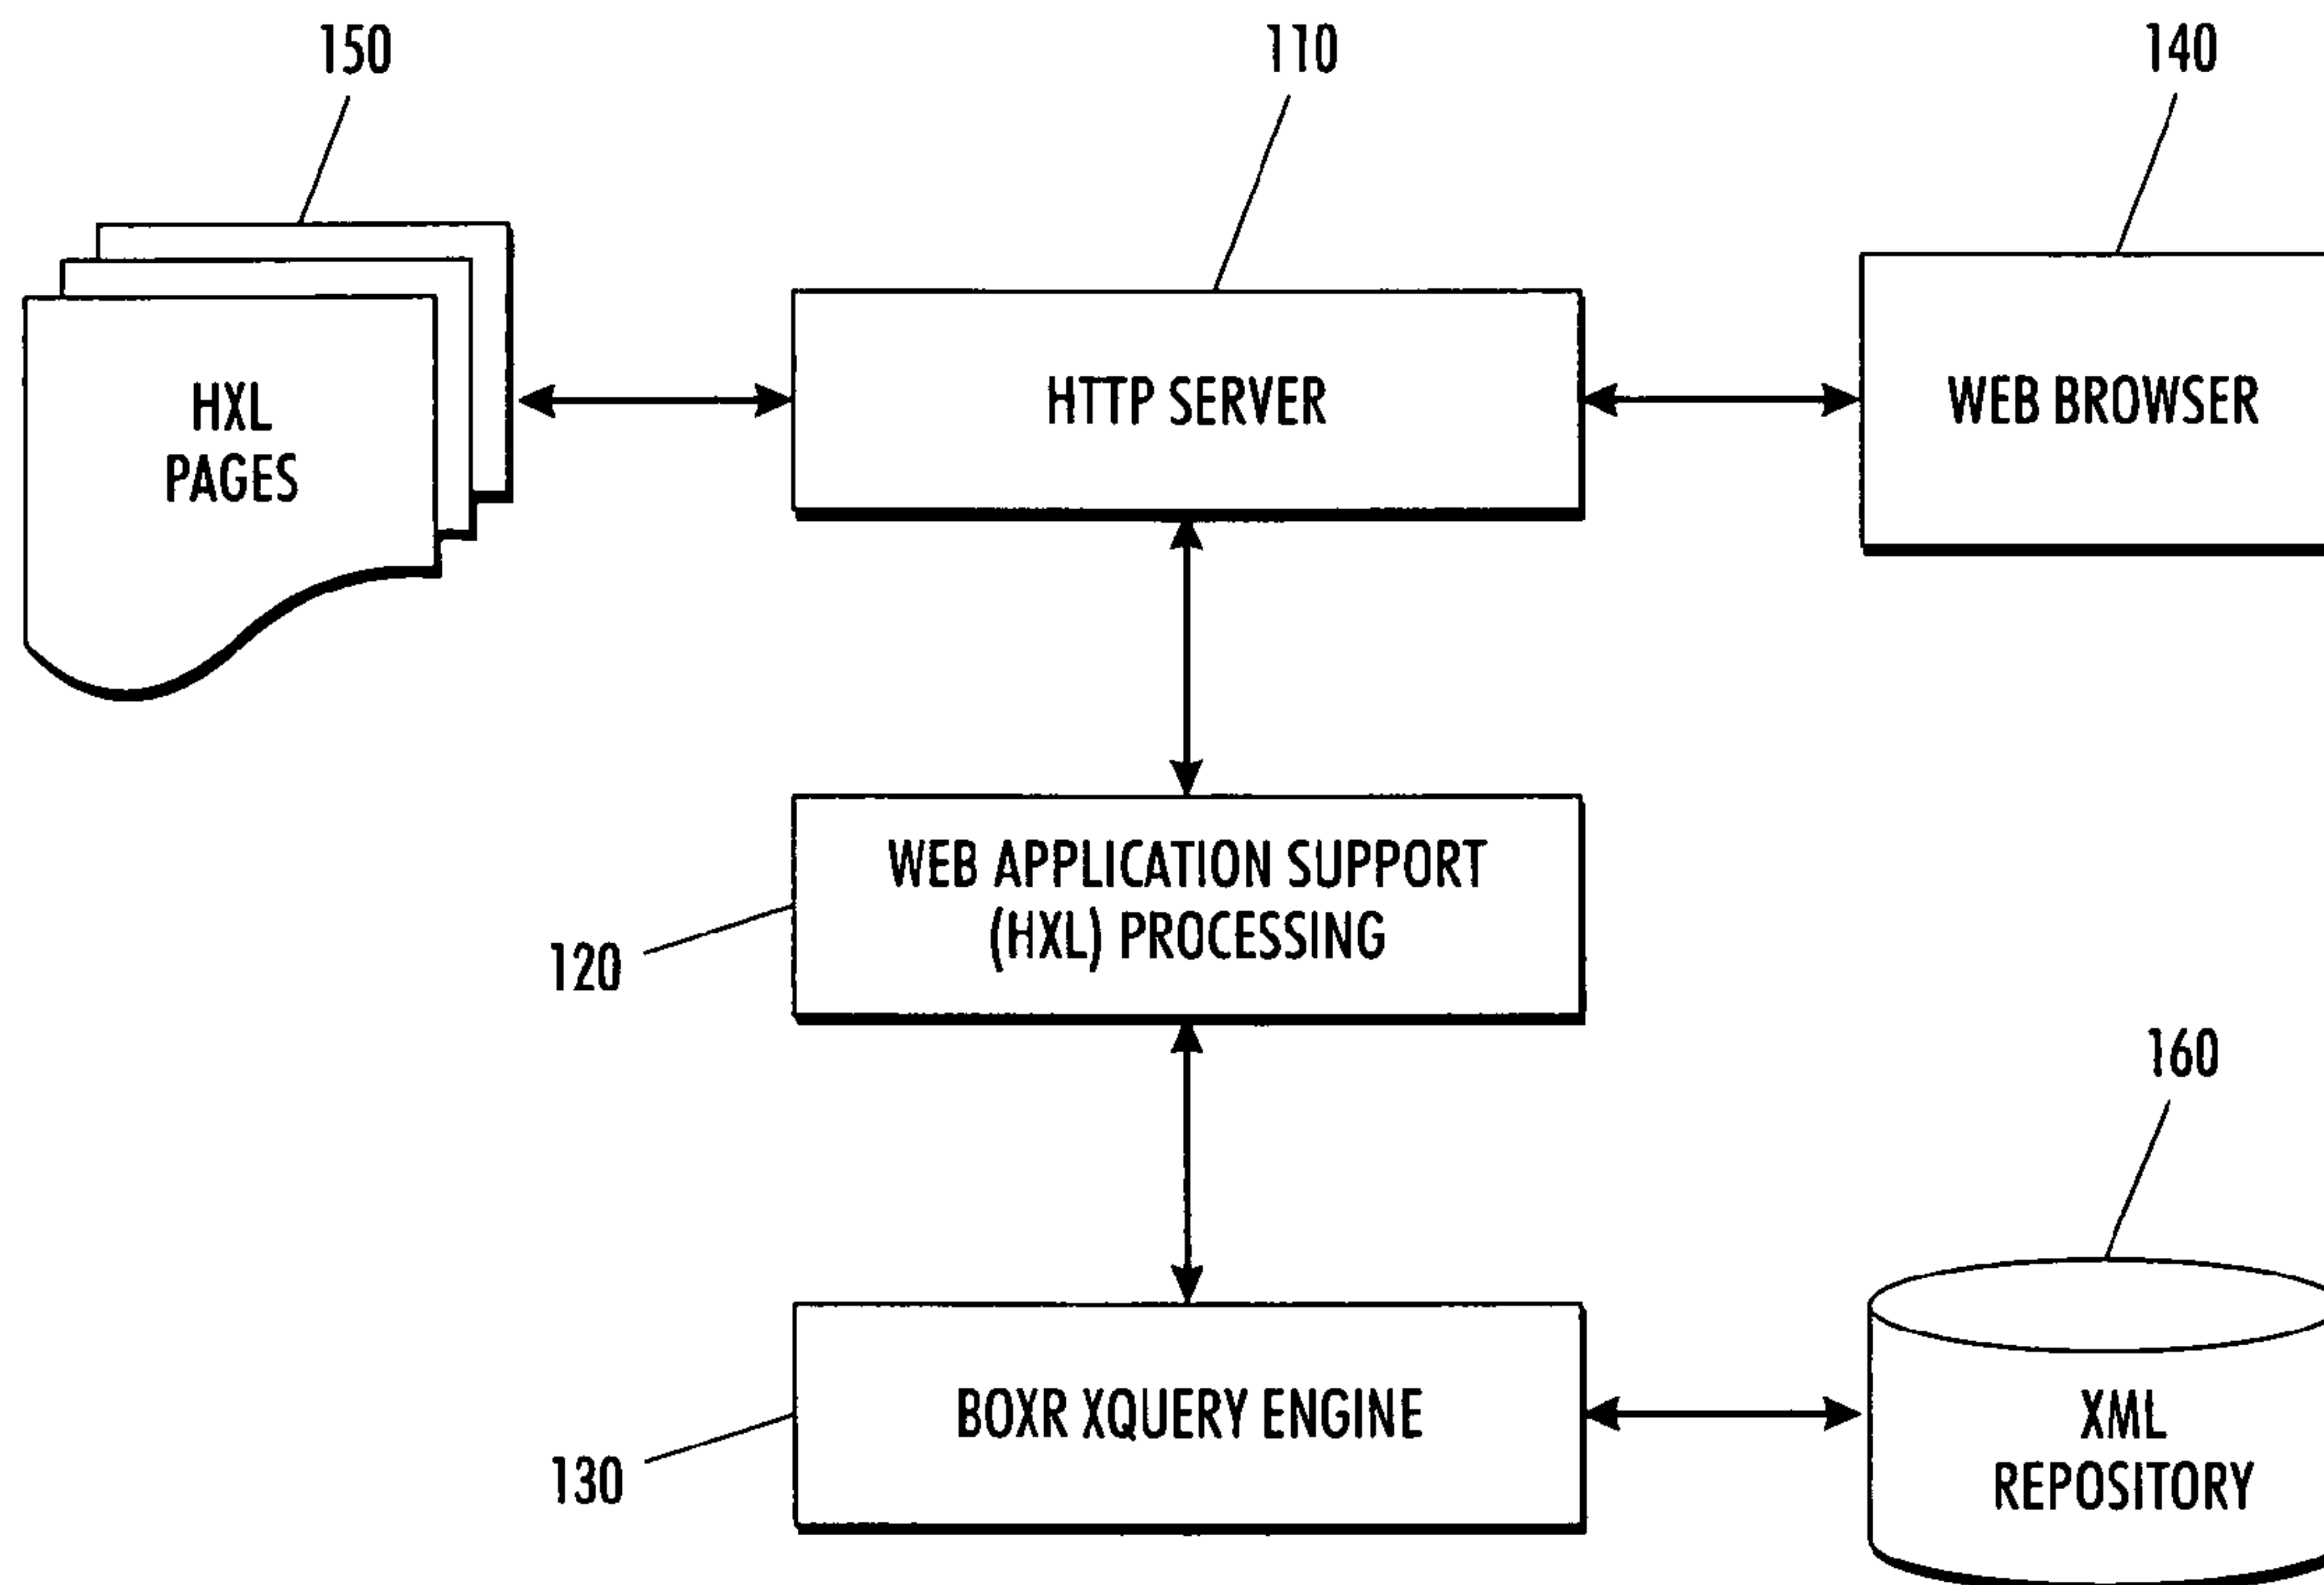 150
110
140
HXL
PAGES
HTTP SERVER
WEB BROWSER
WEB APPLICATION SUPPORT
(HXL) PROCESSING
120
160
BOXR XQUERY ENGINE
130
XML
REPOSITORY